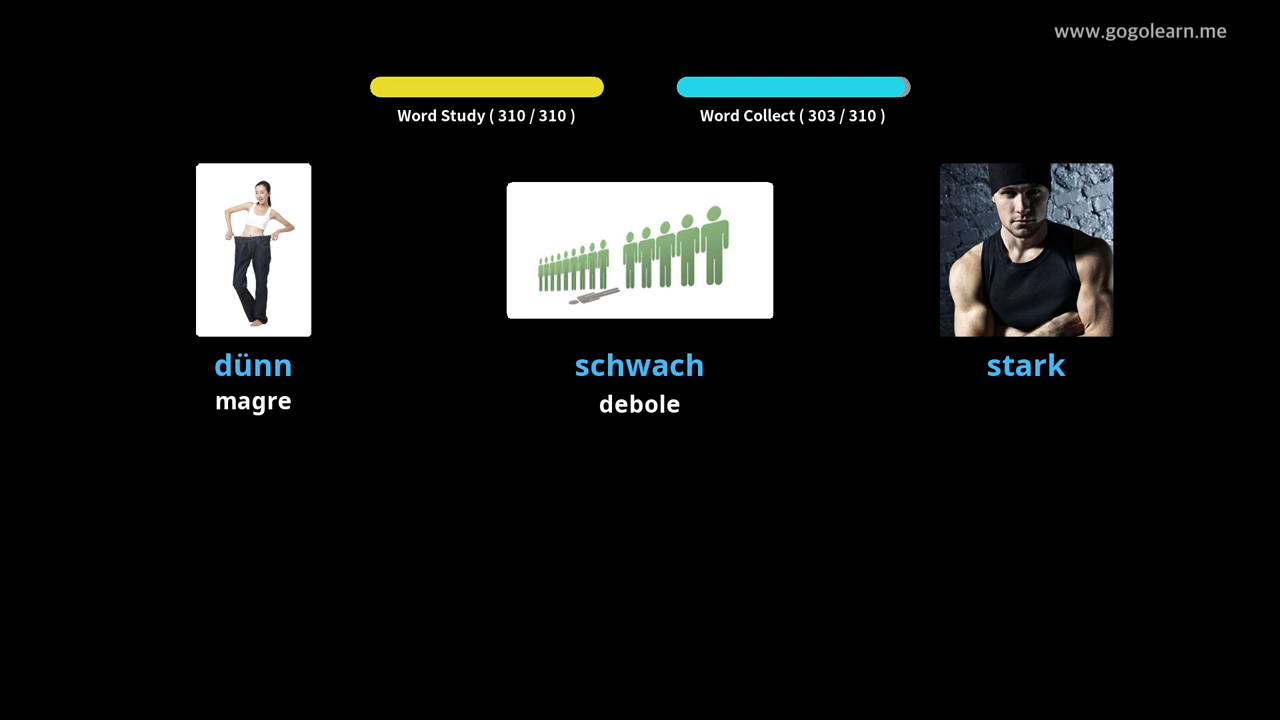 www.gogolearn.me
Word Study ( 310 / 310 )
Word Collect ( 303 / 310 )
dünn
magre
schwach
debole
stark